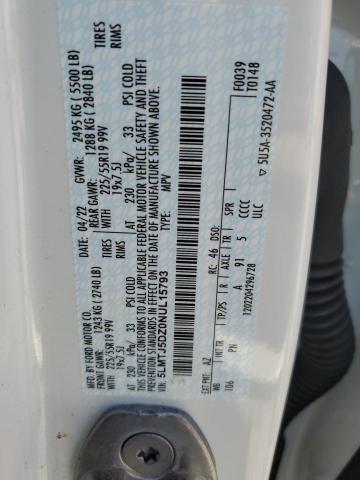 MFD. BY FORD MOTOR CO.
DATE: 04/22 GVWR: 2495 KG ( 5500 LB)
FRONT GAWR: 1243 KG (2740 LB) REAR GAWR: 1288 KG ( 2840 LB)
225/55R19 99V TIRES 225/55R19 99V TIRES
19x7.5J RIMS 19x7.5J RIMS
AT 230 kPa/ 33 PSI COLD AT 230 kPa/ 33 PSI COLD
THIS VEHICLE CONFORMS TO ALL APPLICABLE FEDERAL MOTOR VEHICLE SAFETY AND THEFT
PREVENTION STANDARDS IN EFFECT ON THE DATE OF MANUFACTURE SHOWN ABOVE.
VIN: 5LMTJ5DZ0NUL15793
TYPE: MPV
F0039
T0148
EXT PNT: AZ RC: 46 DSO:
WB INT TR TP/PS R AXLE TR SPR
106 PN A 91 5 CCCC
1202204296728 ULC
5U5A-3520472-AA